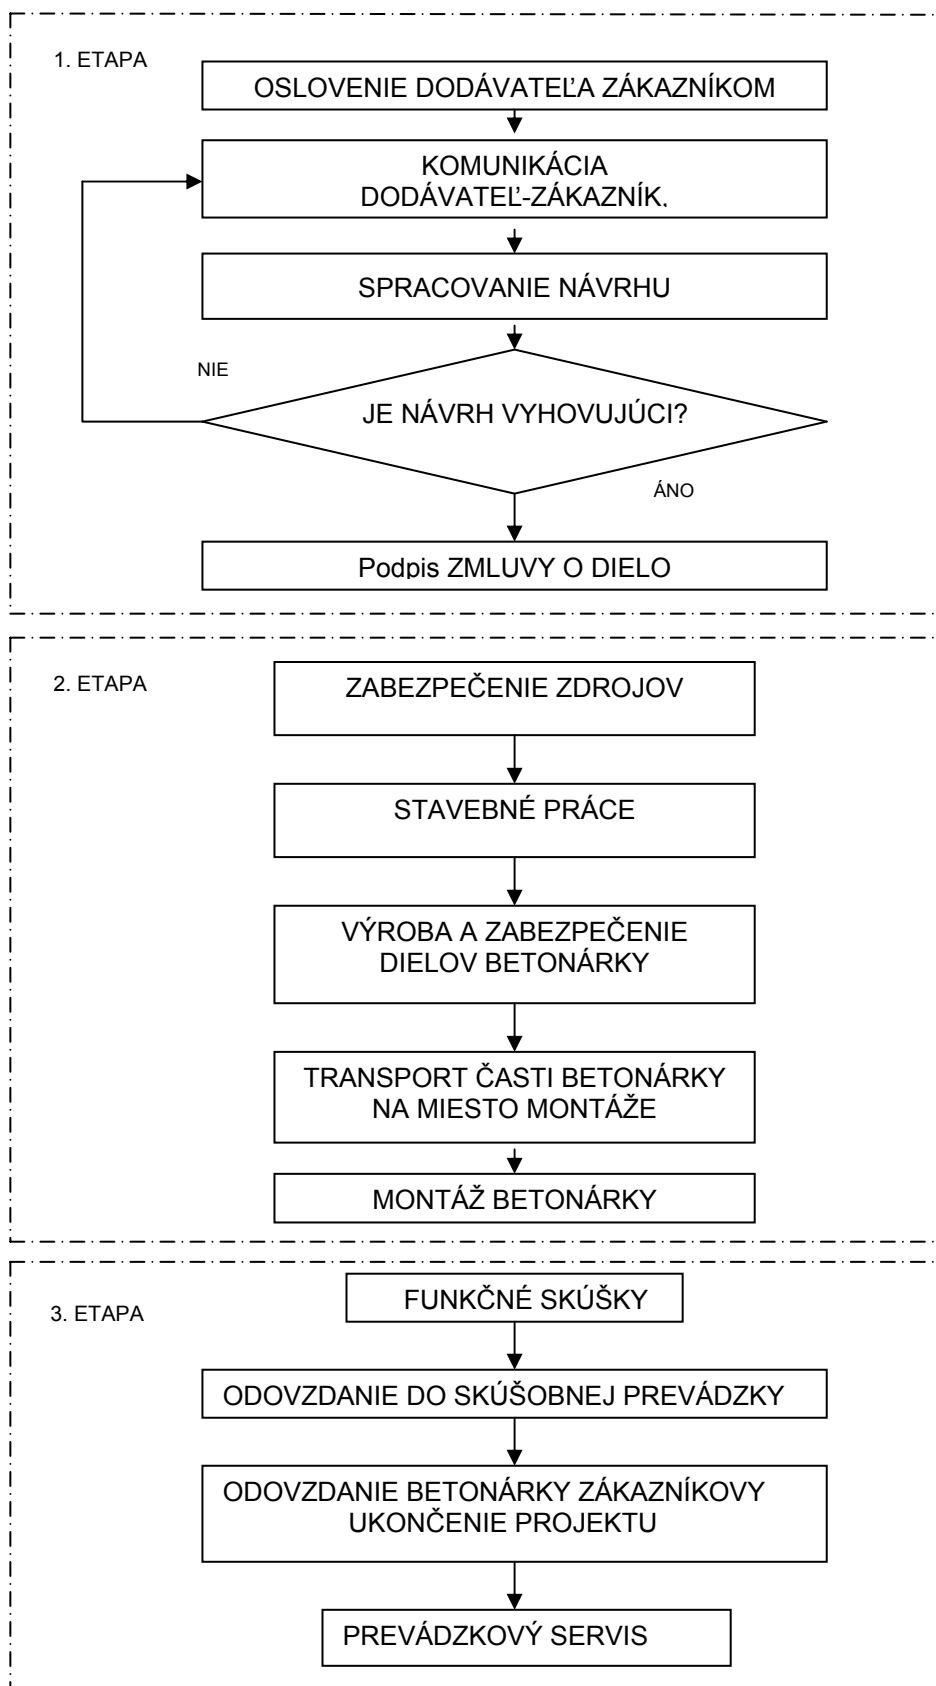 1. ETAPA
OSLOVENIE DODÁVATEĽA ZÁKAZNÍKOM
KOMUNIKÁCIA
DODÁVATEĽ-ZÁKAZNÍK.
SPRACOVANIE NÁVRHU
NIE
JE NÁVRH VYHOVUJÚCI?
ÁNO
Podpis ZMLUVY O DIELO
2. ETAPA
ZABEZPEČENIE ZDROJOV
STAVEBNÉ PRÁCE
VÝROBA A ZABEZPEČENIE
DIELOV BETONÁRKY
TRANSPORT ČASTI BETONÁRKY
NA MIESTO MONTÁŽE
MONTÁŽ BETONÁRKY
3. ETAPA
FUNKČNÉ SKÚŠKY
ODOVZDANIE DO SKÚŠOBNEJ PREVÁDZKY
ODOVZDANIE BETONÁRKY ZÁKAZNÍKOVY
UKONČENIE PROJEKTU
PREVÁDZKOVÝ SERVIS